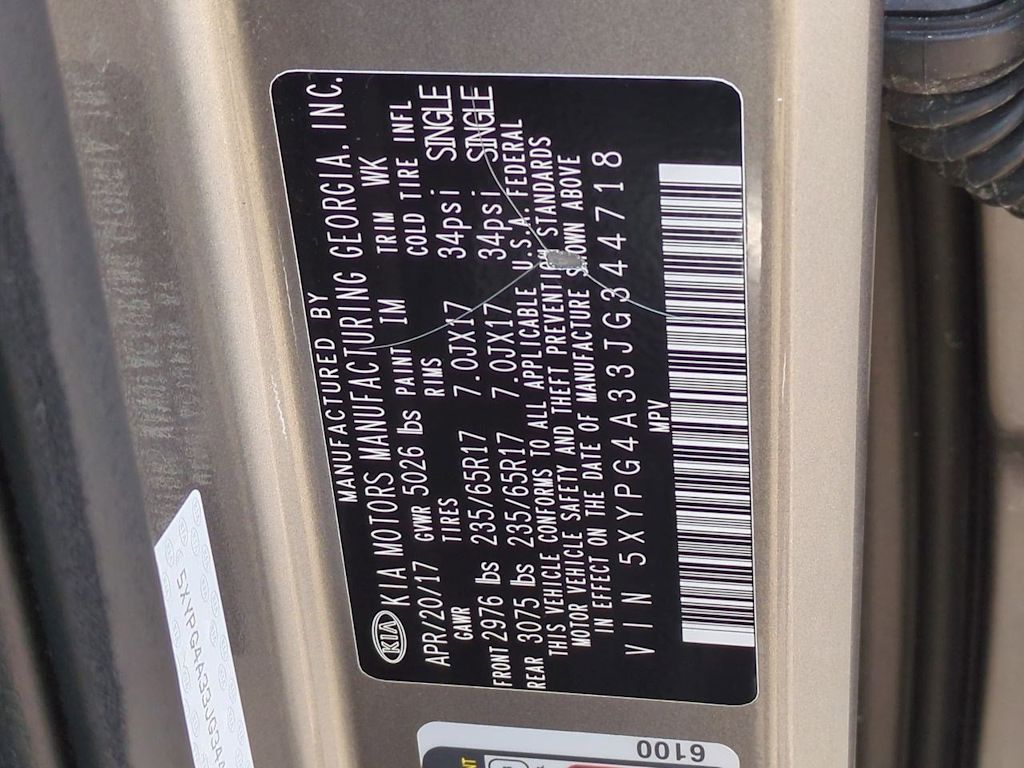 MANUFACTURED BY
KIA KIA MOTORS MANUFACTURING GEORGIA, INC.
APR/20/17 GVWR 5026 lbs PAINT IM TRIM WK
GAWR TIRES RIMS COLD TIRE INFL
FRONT 2976 lbs 235/65R17 7.0JX17 34psi SINGLE
REAR 3075 lbs 235/65R17 7.0JX17 34psi SINGLE
THIS VEHICLE CONFORMS TO ALL APPLICABLE U.S.A. FEDERAL
MOTOR VEHICLE SAFETY AND THEFT PREVENTION STANDARDS
IN EFFECT ON THE DATE OF MANUFACTURE SHOWN ABOVE
VIN 5XYPG4A33JG344718
MPV
5XYPG4A33JG344
6100